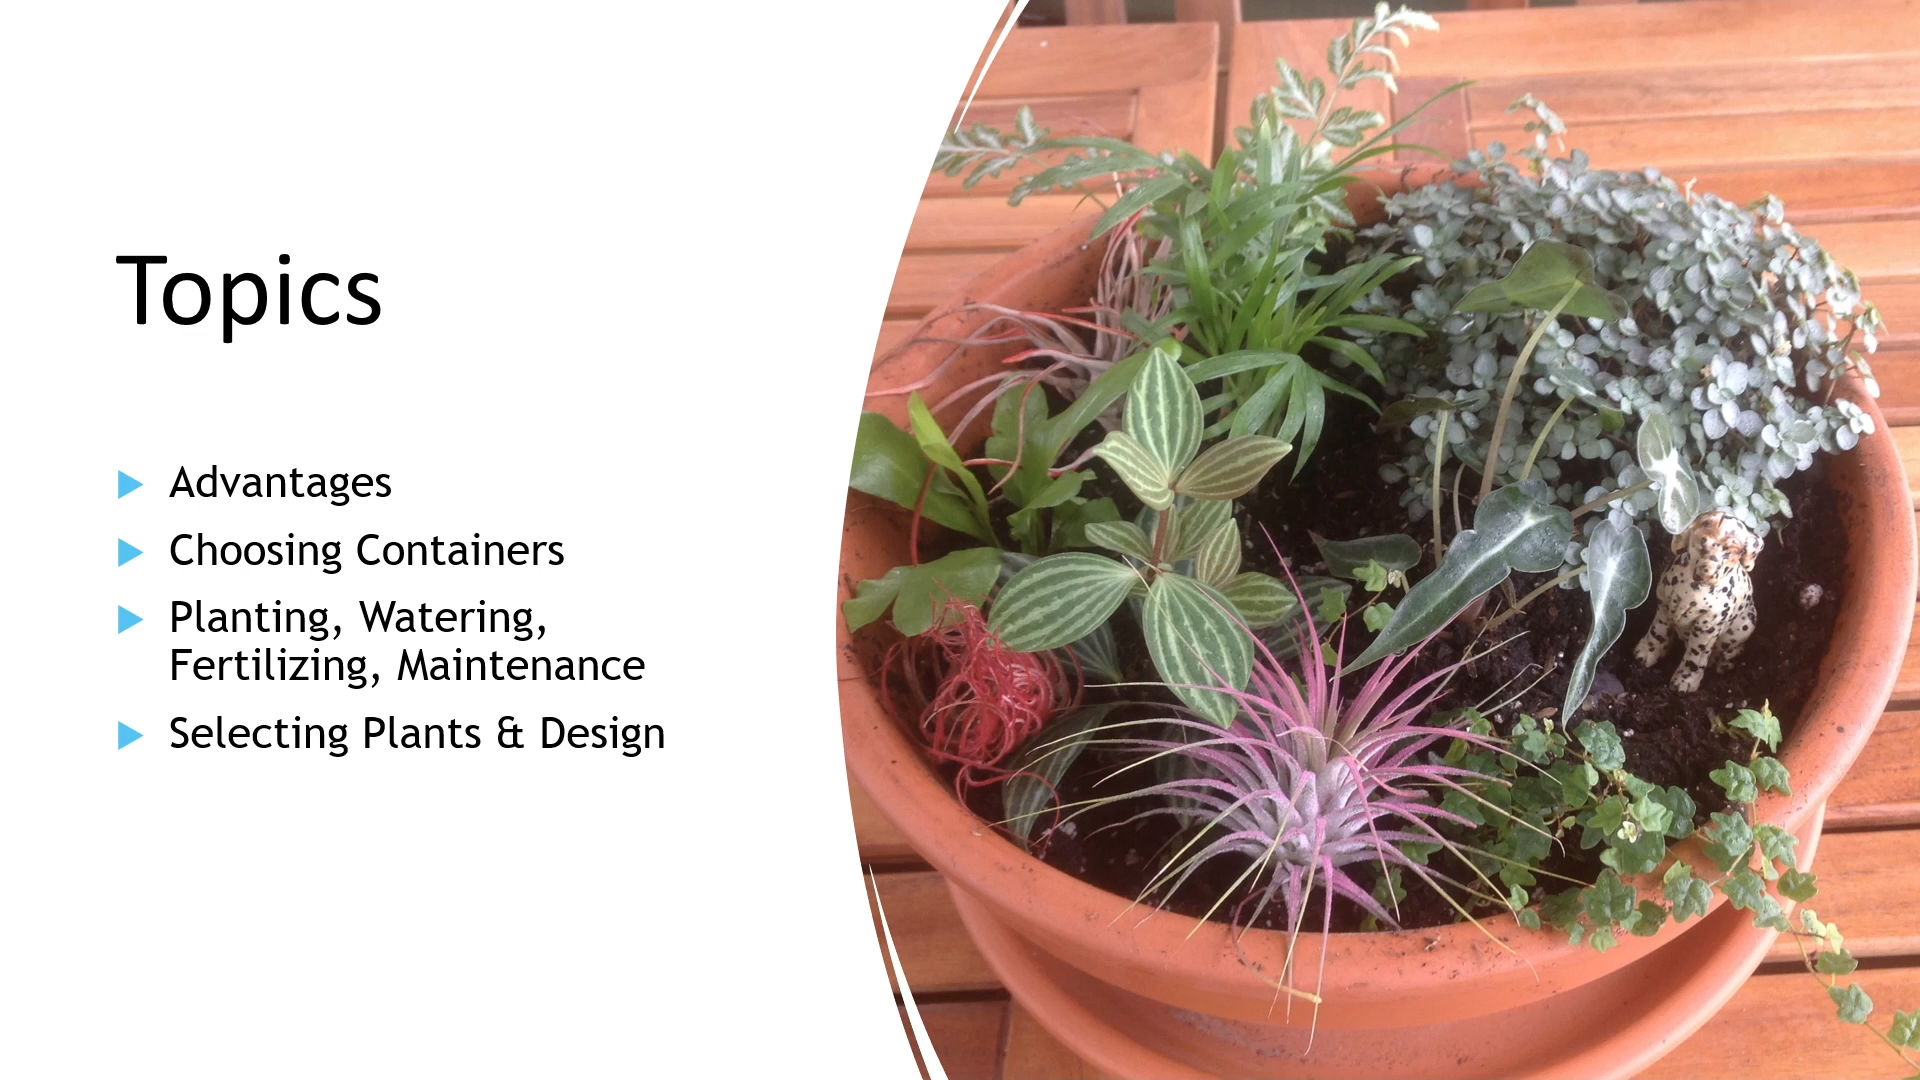 Topics
Advantages
Choosing Containers
Planting, Watering,
Fertilizing, Maintenance
Selecting Plants & Design